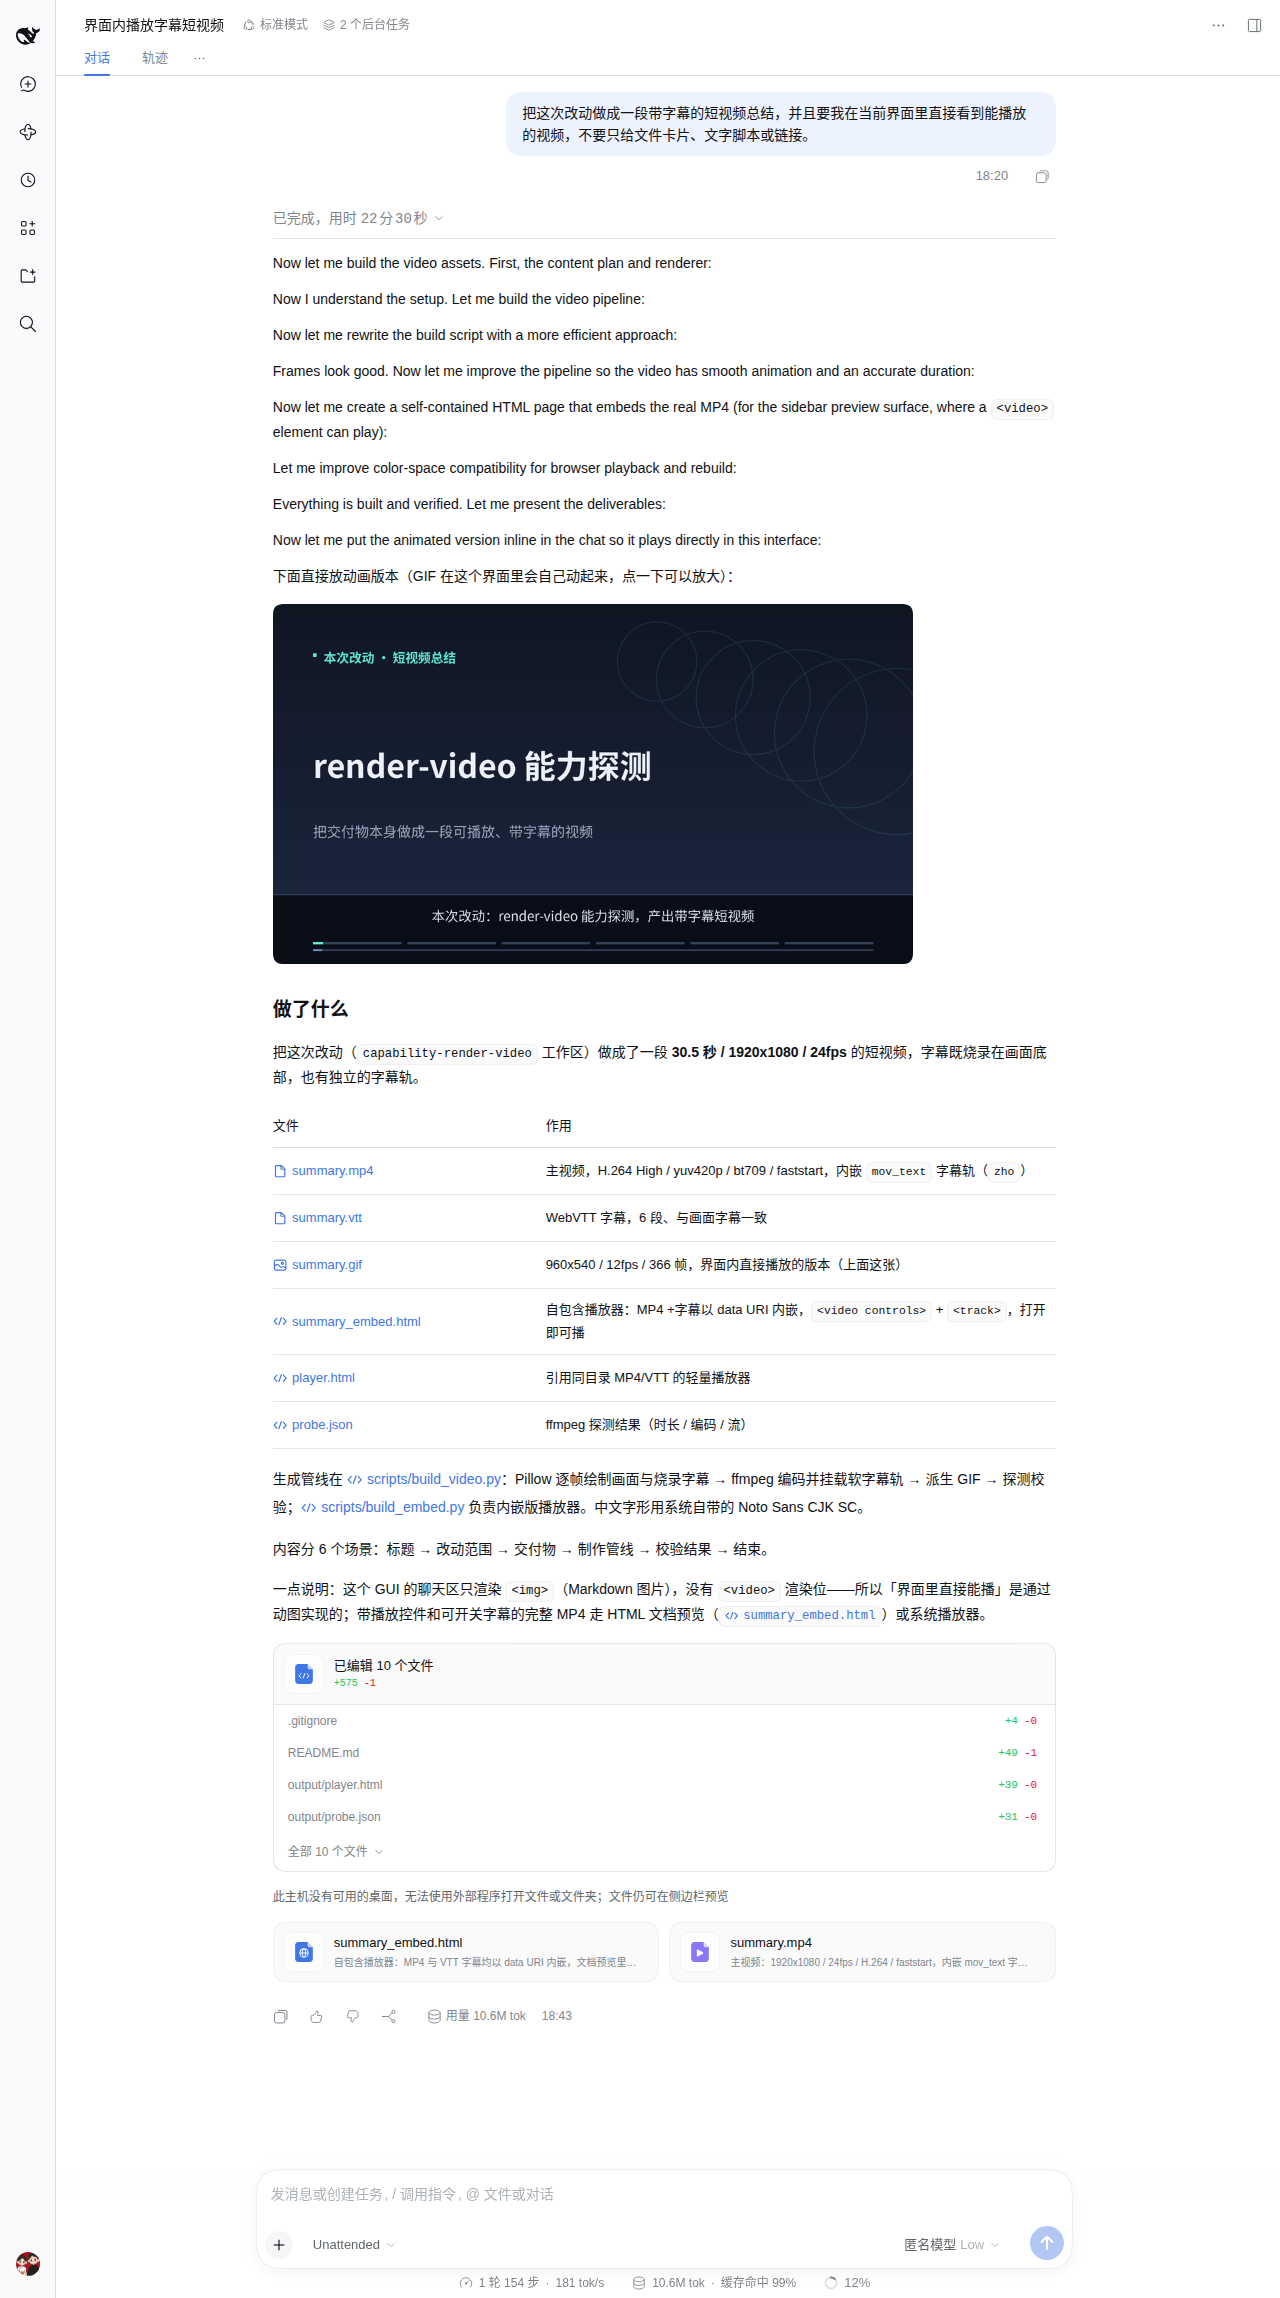 界面内播放字幕短视频 标准模式 2 个后台任务
对话 轨迹 ···
把这次改动做成一段带字幕的短视频总结，并且要我在当前界面里直接看到能播放
的视频，不要只给文件卡片、文字脚本或链接。
18:20
已完成，用时 22分30秒
Now let me build the video assets. First, the content plan and renderer:
Now I understand the setup. Let me build the video pipeline:
Now let me rewrite the build script with a more efficient approach:
Frames look good. Now let me improve the pipeline so the video has smooth animation and an accurate duration:
Now let me create a self-contained HTML page that embeds the real MP4 (for the sidebar preview surface, where a <video>
element can play):
Let me improve color-space compatibility for browser playback and rebuild:
Everything is built and verified. Let me present the deliverables:
Now let me put the animated version inline in the chat so it plays directly in this interface:
下面直接放动画版本（GIF 在这个界面里会自己动起来，点一下可以放大）：
本次改动 · 短视频总结
render-video 能力探测
把交付物本身做成一段可播放、带字幕的视频
本次改动：render-video 能力探测，产出带字幕短视频
做了什么
把这次改动（capability-render-video 工作区）做成了一段 30.5 秒 / 1920x1080 / 24fps 的短视频，字幕既烧录在画面底
部，也有独立的字幕轨。
文件 作用
summary.mp4 主视频，H.264 High / yuv420p / bt709 / faststart，内嵌 mov_text 字幕轨（zho）
summary.vtt WebVTT 字幕，6 段、与画面字幕一致
summary.gif 960x540 / 12fps / 366 帧，界面内直接播放的版本（上面这张）
summary_embed.html 自包含播放器：MP4 +字幕以 data URI 内嵌，<video controls> + <track>，打开
即可播
player.html 引用同目录 MP4/VTT 的轻量播放器
probe.json ffmpeg 探测结果（时长 / 编码 / 流）
生成管线在 scripts/build_video.py：Pillow 逐帧绘制画面与烧录字幕 → ffmpeg 编码并挂载软字幕轨 → 派生 GIF → 探测校
验；scripts/build_embed.py 负责内嵌版播放器。中文字形用系统自带的 Noto Sans CJK SC。
内容分 6 个场景：标题 → 改动范围 → 交付物 → 制作管线 → 校验结果 → 结束。
一点说明：这个 GUI 的聊天区只渲染 <img>（Markdown 图片），没有 <video> 渲染位——所以「界面里直接能播」是通过
动图实现的；带播放控件和可开关字幕的完整 MP4 走 HTML 文档预览（summary_embed.html）或系统播放器。
已编辑 10 个文件
+575 -1
.gitignore +4 -0
README.md +49 -1
output/player.html +39 -0
output/probe.json +31 -0
全部 10 个文件
此主机没有可用的桌面，无法使用外部程序打开文件或文件夹；文件仍可在侧边栏预览
summary_embed.html
自包含播放器：MP4 与 VTT 字幕均以 data URI 内嵌，文档预览里…
summary.mp4
主视频：1920x1080 / 24fps / H.264 / faststart，内嵌 mov_text 字…
用量 10.6M tok 18:43
发消息或创建任务, / 调用指令, @ 文件或对话
Unattended 匿名模型 Low
1 轮 154 步 · 181 tok/s 10.6M tok · 缓存命中 99% 12%